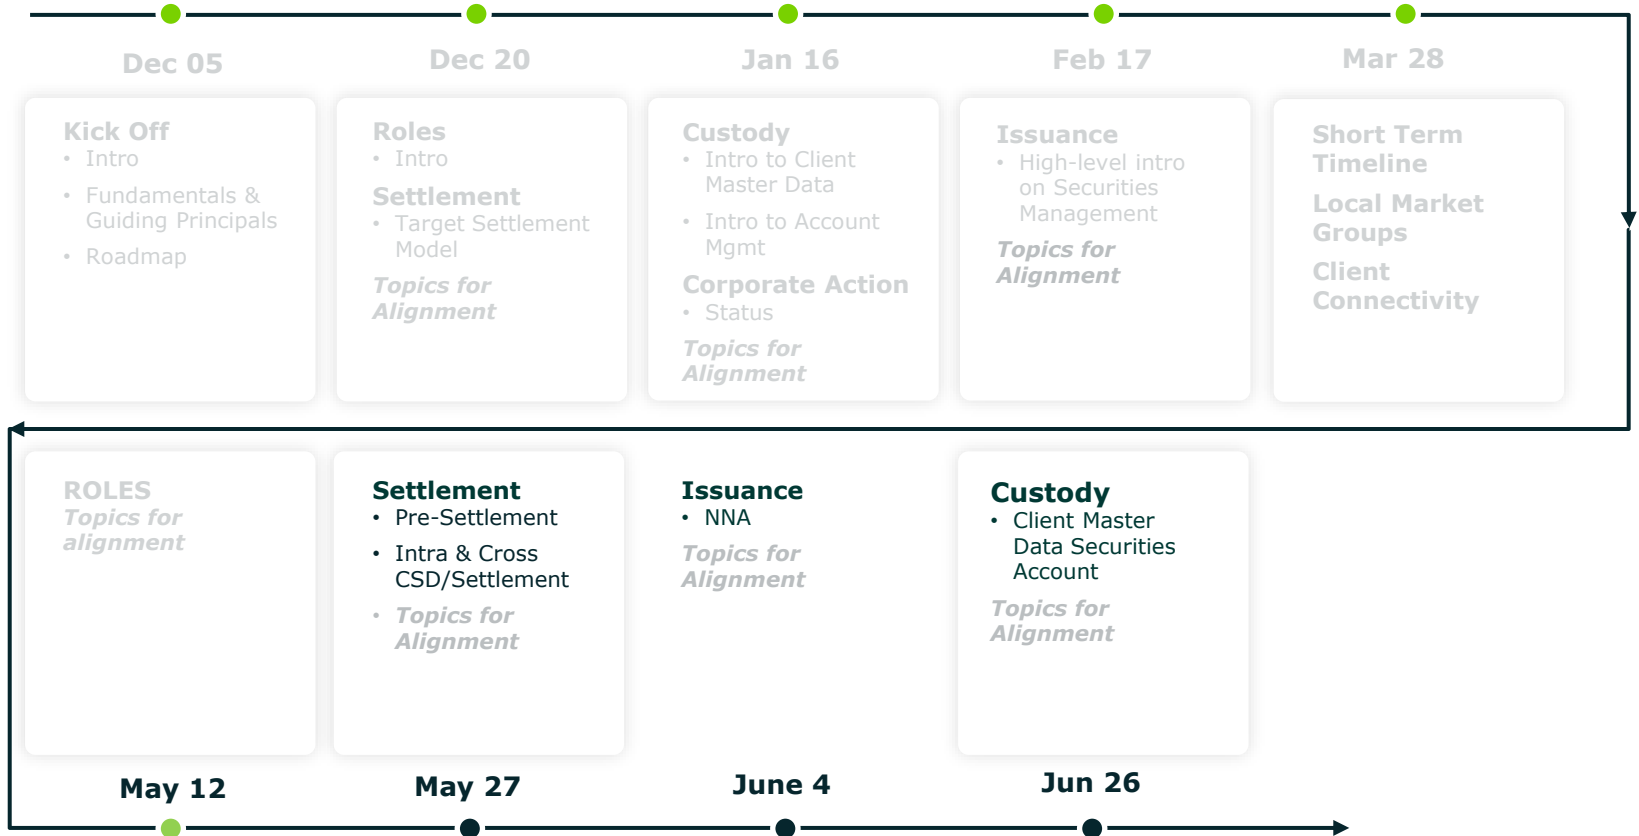 Dec 05
Dec 20
Jan 16
Feb 17
Mar 28
Kick Off
• Intro
• Fundamentals &
Guiding Principals
• Roadmap
Roles
• Intro
Settlement
• Target Settlement
Model
Topics for
Alignment
Custody
• Intro to Client
Master Data
• Intro to Account
Mgmt
Corporate Action
• Status
Topics for
Alignment
Issuance
• High-level intro
on Securities
Management
Topics for
Alignment
Short Term
Timeline
Local Market
Groups
Client
Connectivity
ROLES
Topics for
alignment
Settlement
• Pre-Settlement
• Intra & Cross
CSD/Settlement
• Topics for
Alignment
Issuance
• NNA
Topics for
Alignment
Custody
• Client Master
Data Securities
Account
Topics for
Alignment
May 12
May 27
June 4
Jun 26